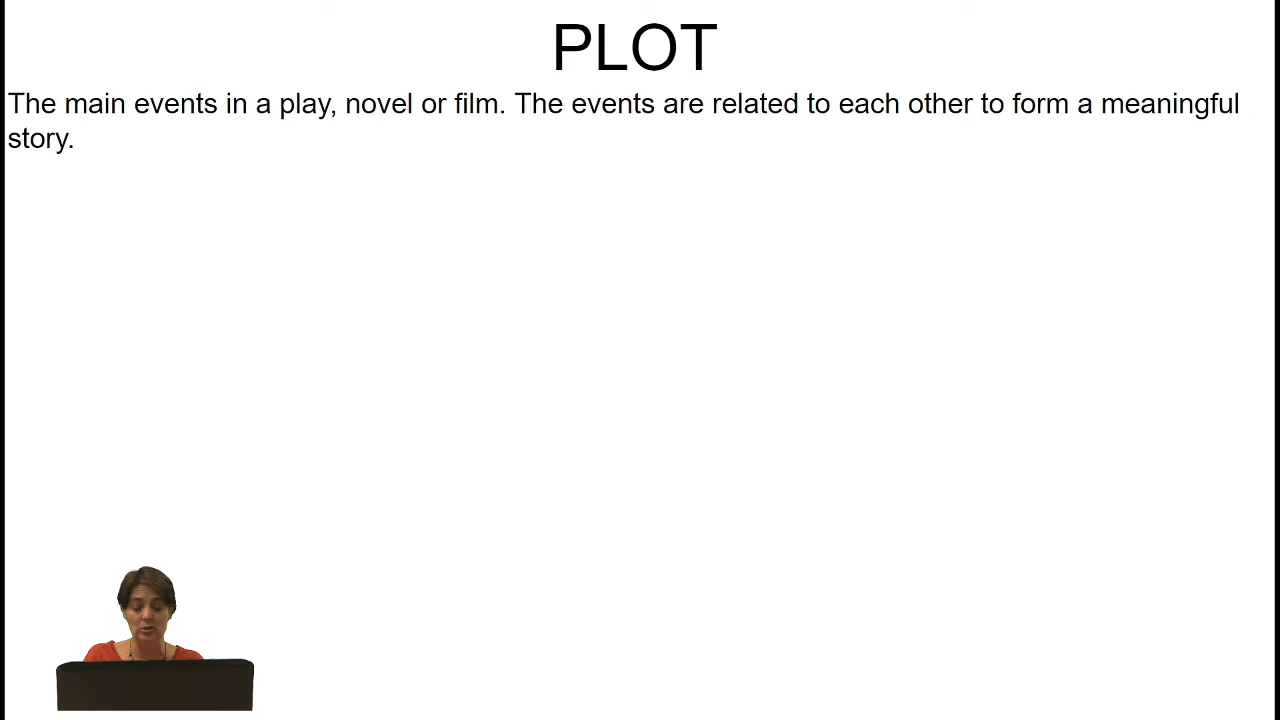 PLOT
The main events in a play, novel or film. The events are related to each other to form a meaningful
story.